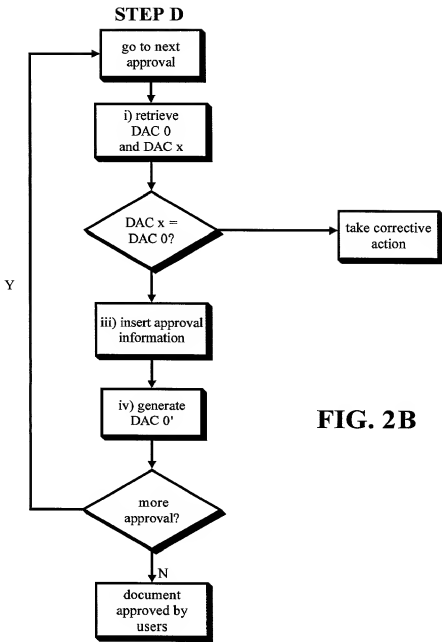 STEP D
go to next
approval
i) retrieve
DAC 0
and DAC x
DAC x =
DAC 0?
take corrective
action
Y
iii) insert approval
information
iv) generate
DAC 0'
FIG. 2B
more
approval?
N
document
approved by
users